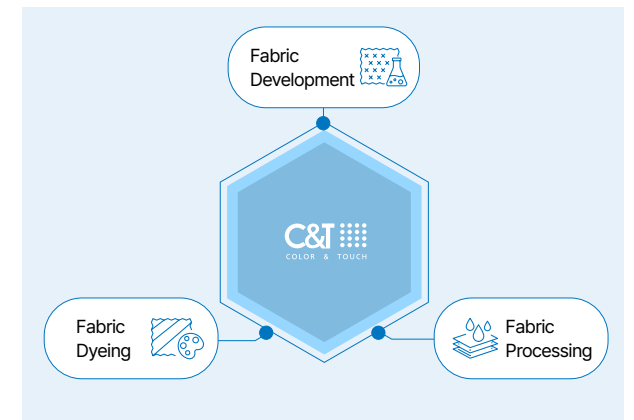 Fabric
Development
C&T
COLOR & TOUCH
Fabric
Dyeing
Fabric
Processing